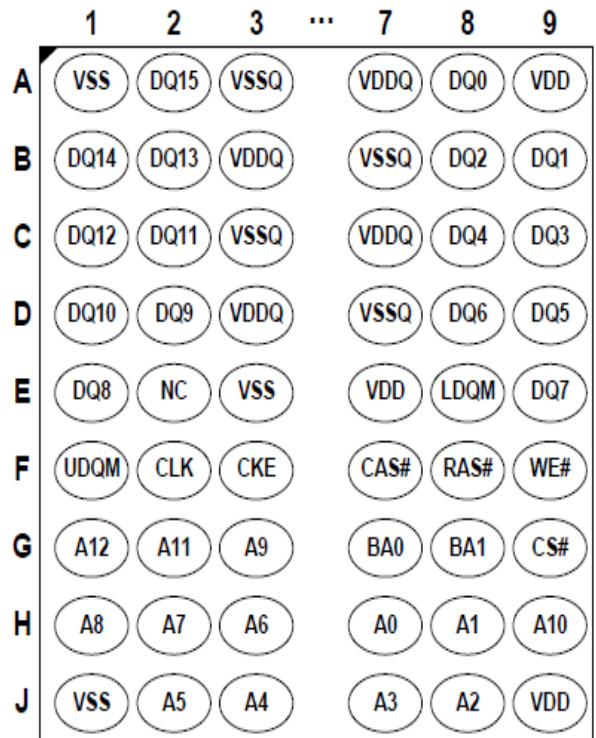 1 2 3 ... 7 8 9
A VSS DQ15 VSSQ VDDQ DQ0 VDD
B DQ14 DQ13 VDDQ VSSQ DQ2 DQ1
C DQ12 DQ11 VSSQ VDDQ DQ4 DQ3
D DQ10 DQ9 VDDQ VSSQ DQ6 DQ5
E DQ8 NC VSS VDD LDQM DQ7
F UDQM CLK CKE CAS# RAS# WE#
G A12 A11 A9 BA0 BA1 CS#
H A8 A7 A6 A0 A1 A10
J VSS A5 A4 A3 A2 VDD